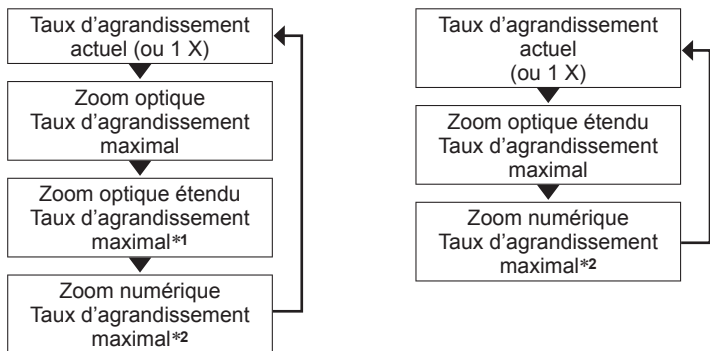 Taux d'agrandissement
actuel (ou 1 X)
Zoom optique
Taux d'agrandissement
maximal
Zoom optique étendu
Taux d'agrandissement
maximal*1
Zoom numérique
Taux d'agrandissement
maximal*2
Taux d'agrandissement
actuel
(ou 1 X)
Zoom optique étendu
Taux d'agrandissement
maximal
Zoom numérique
Taux d'agrandissement
maximal*2